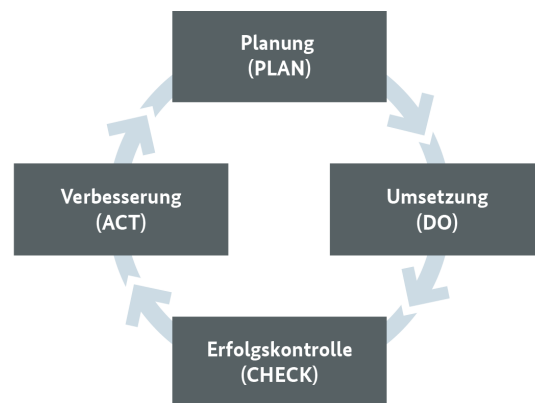 Planung
(PLAN)
Umsetzung
(DO)
Erfolgskontrolle
(CHECK)
Verbesserung
(ACT)